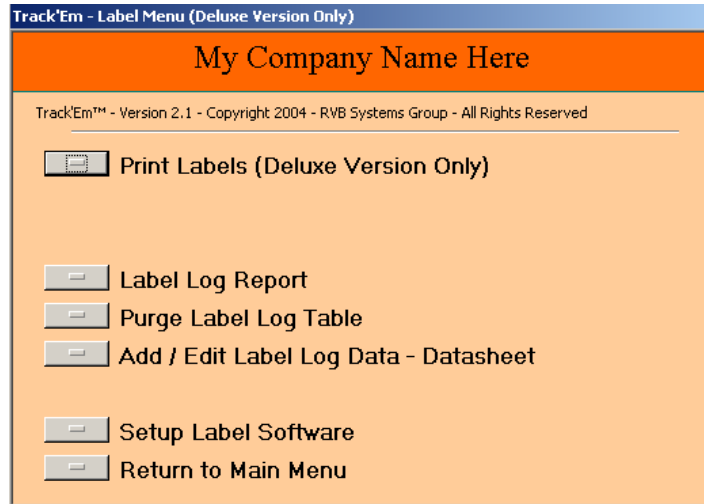 Track'Em - Label Menu (Deluxe Version Only)
My Company Name Here
Track'Em™ - Version 2.1 - Copyright 2004 - RVB Systems Group - All Rights Reserved
Print Labels (Deluxe Version Only)
Label Log Report
Purge Label Log Table
Add / Edit Label Log Data - Datasheet
Setup Label Software
Return to Main Menu